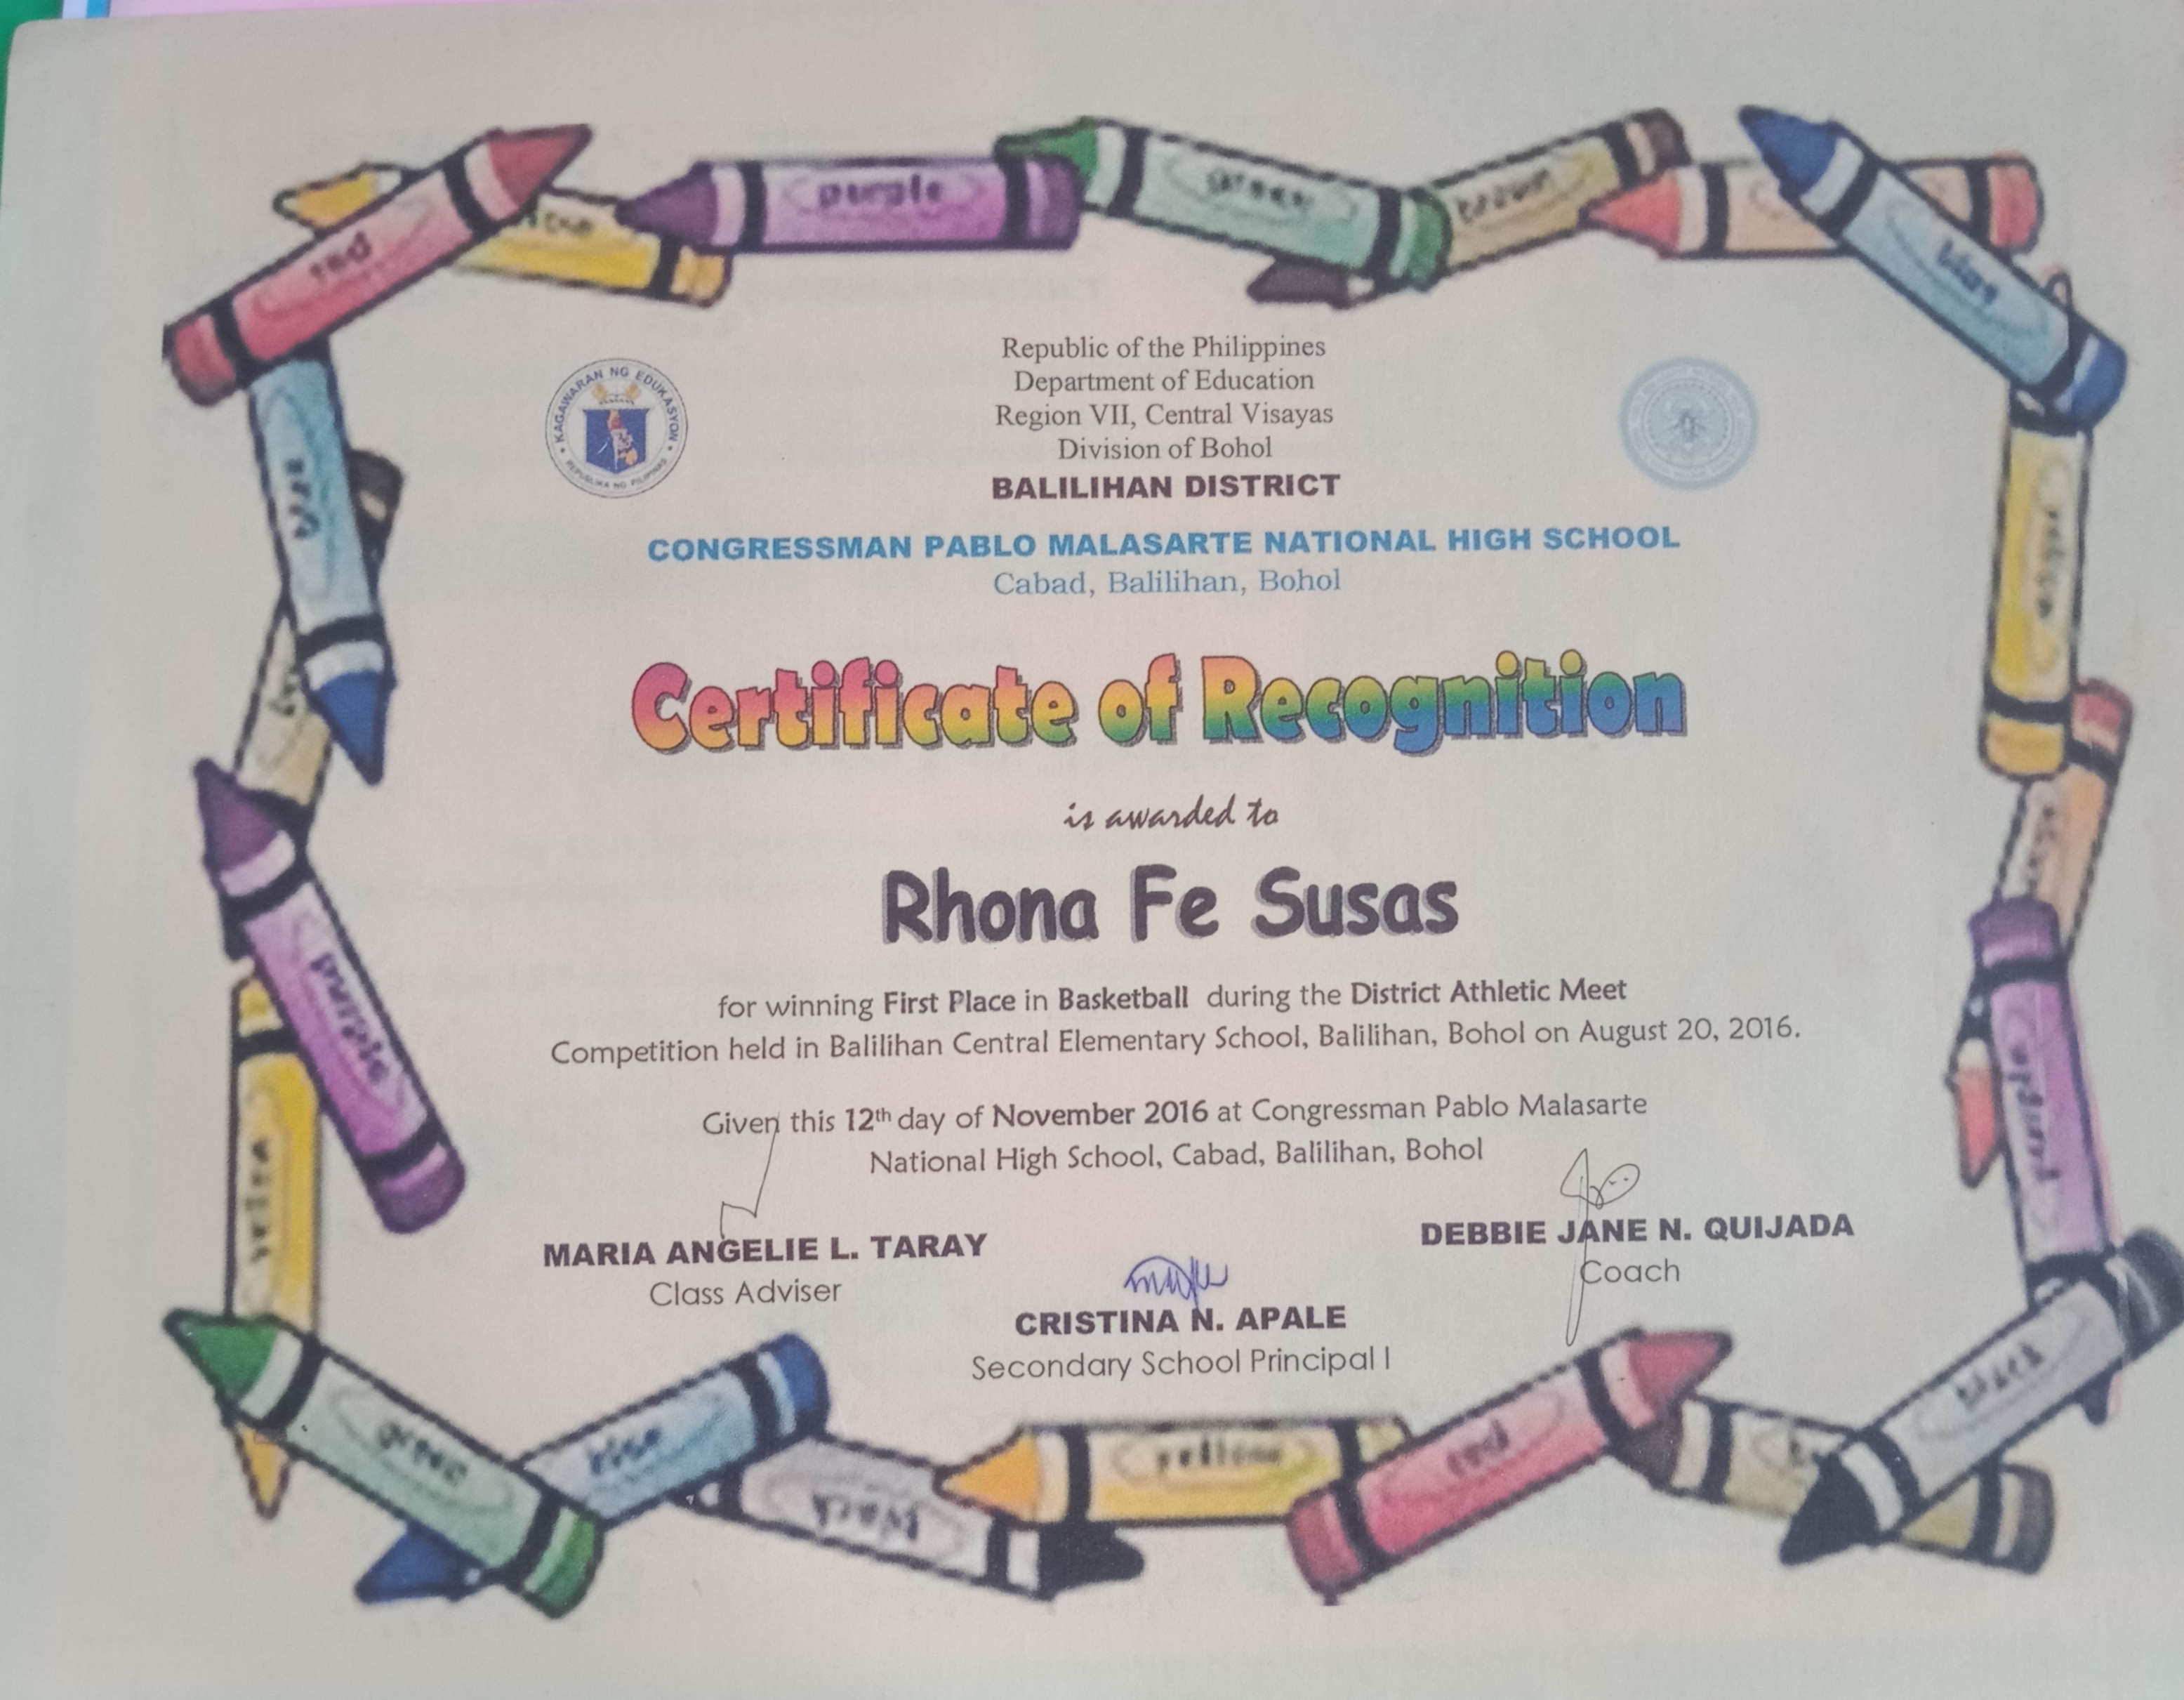 red
purple
green
brown
blue
KAGAWARAN NG EDUKASYON
REPUBLIKA NG PILIPINAS
Republic of the Philippines
Department of Education
Region VII, Central Visayas
Division of Bohol
BALILIHAN DISTRICT
CONGRESSMAN PABLO MALASARTE NATIONAL HIGH SCHOOL
Cabad, Balilihan, Bohol
blue
yellow
Certificate of Recognition
is awarded to
Rhona Fe Susas
for winning First Place in Basketball during the District Athletic Meet
Competition held in Balilihan Central Elementary School, Balilihan, Bohol on August 20, 2016.
purple
purple
Given this 12th day of November 2016 at Congressman Pablo Malasarte
National High School, Cabad, Balilihan, Bohol
yellow
MARIA ANGELIE L. TARAY
Class Adviser
DEBBIE JANE N. QUIJADA
Coach
CRISTINA N. APALE
Secondary School Principal I
green
blue
black
yellow
red
black